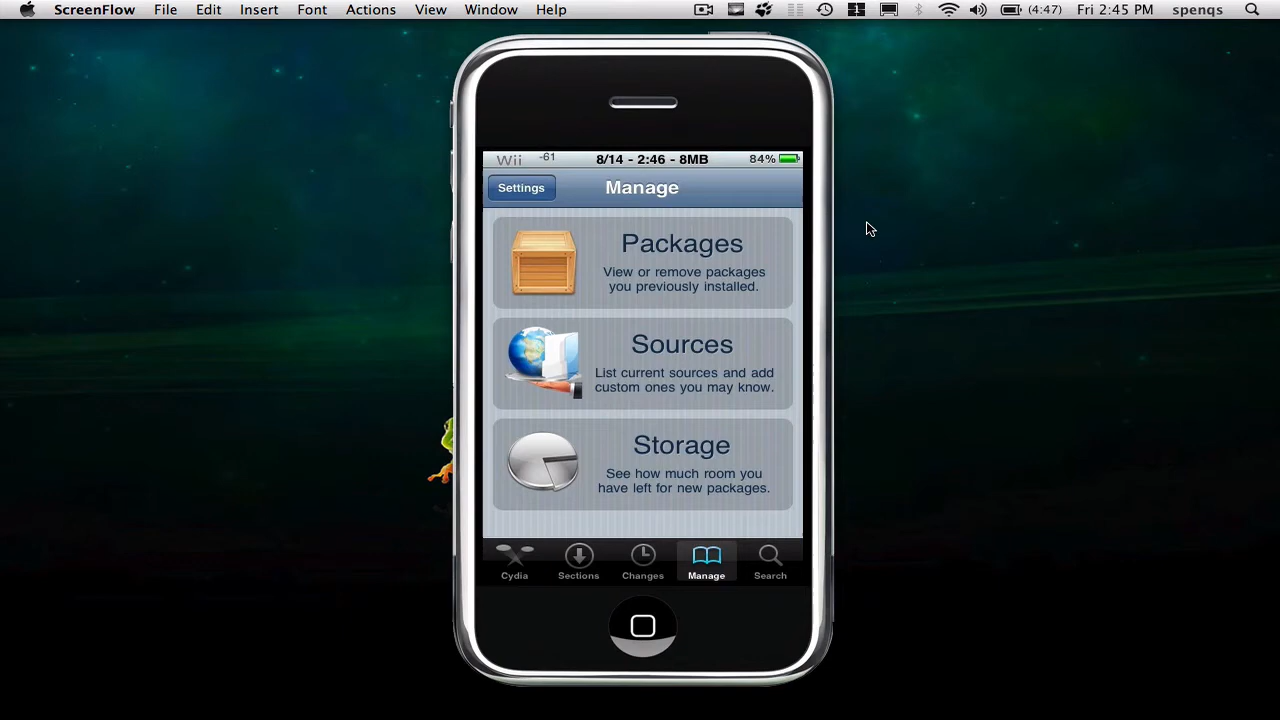 ScreenFlow File Edit Insert Font Actions View Window Help 1 (4:47) Fri 2:45 PM spenqs
Wii -61 8/14 - 2:46 - 8MB 84%
Settings Manage
Packages
View or remove packages
you previously installed.
Sources
List current sources and add
custom ones you may know.
Storage
See how much room you
have left for new packages.
Cydia Sections Changes Manage Search